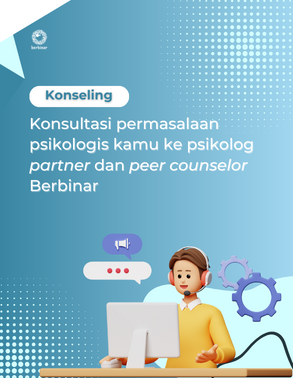 berbinar
Konseling
Konsultasi permasalaan
psikologis kamu ke psikolog
partner dan peer counselor
Berbinar